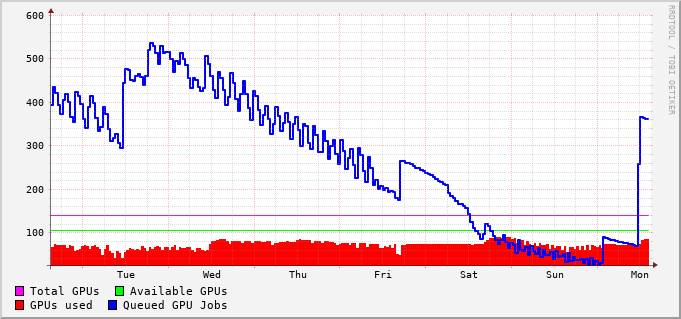 600
500
400
300
200
100
Tue Wed Thu Fri Sat Sun Mon
Total GPUs Available GPUs
GPUs used Queued GPU Jobs
RRDTOOL / TOBI OETIKER